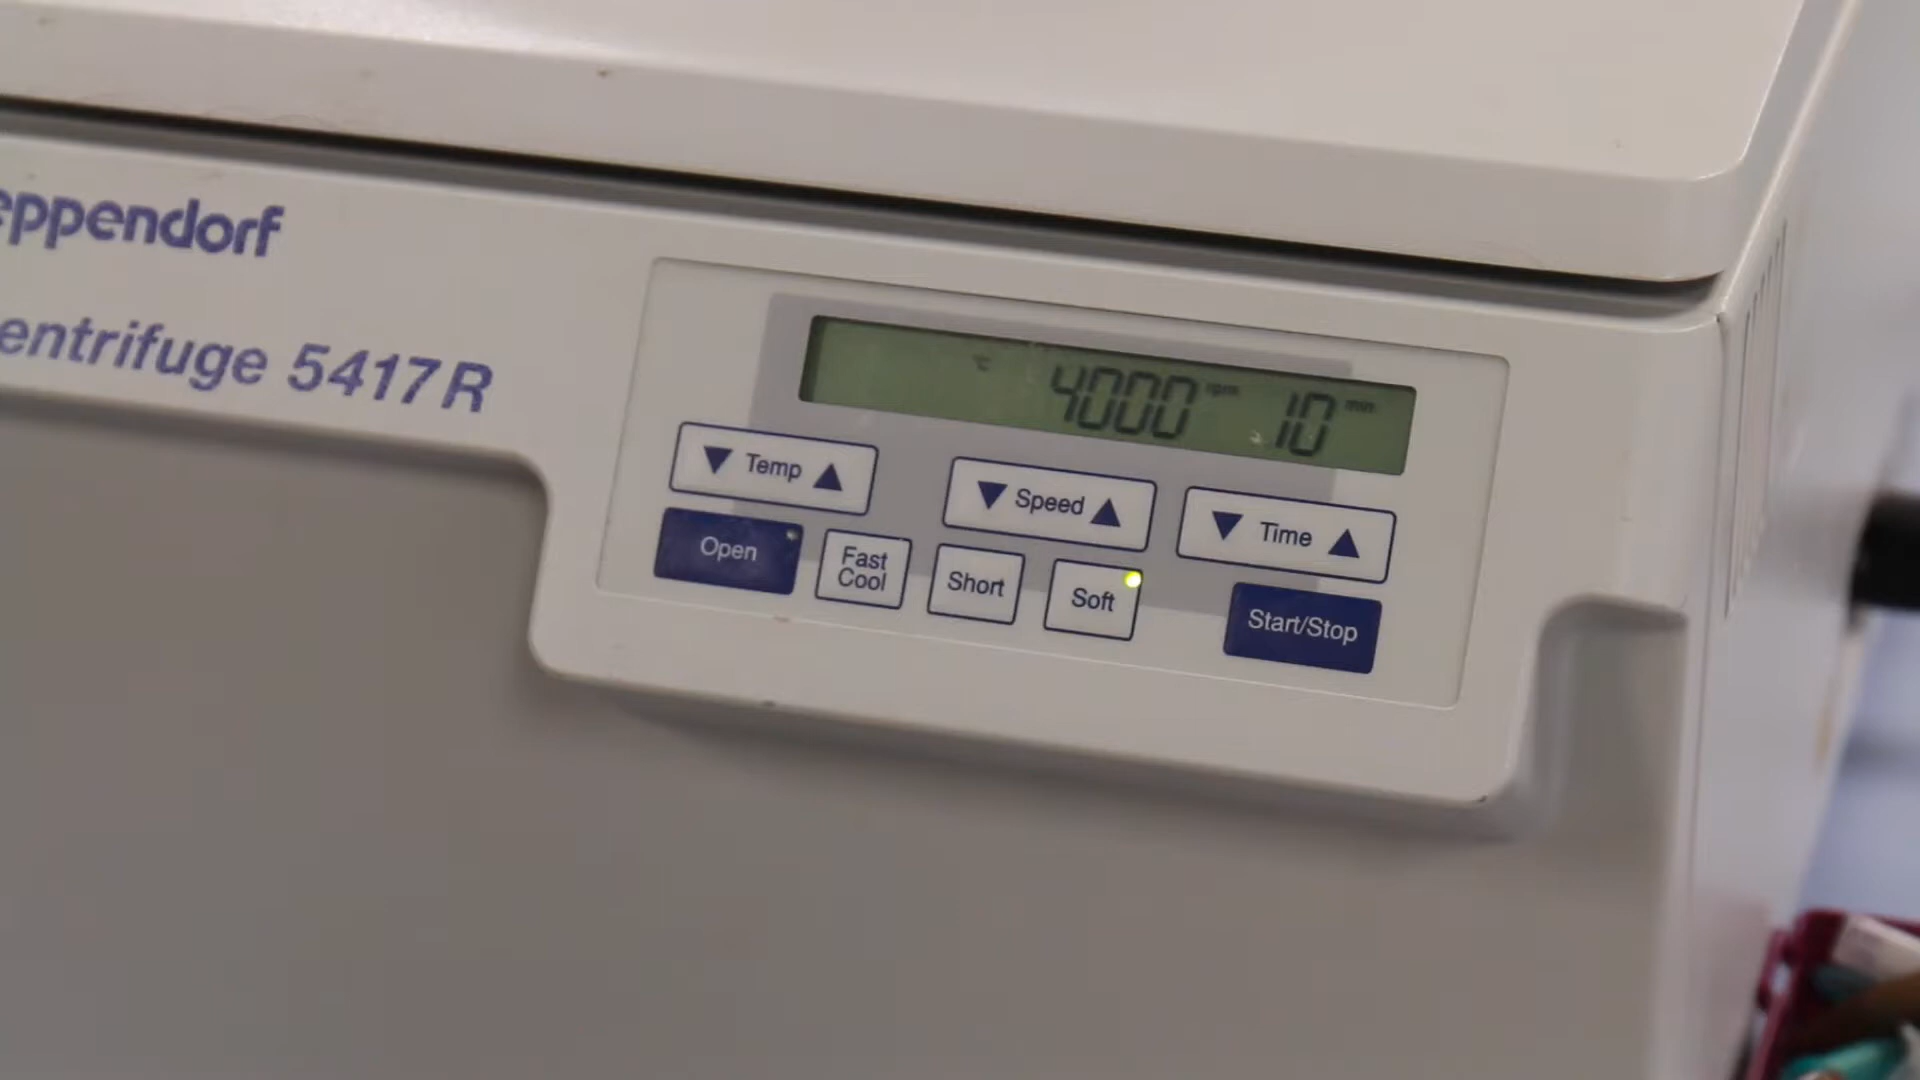 eppendorf
entrifuge 5417R
°C 4000 rpm 10 min
▼ Temp ▲
▼ Speed ▲
▼ Time ▲
Open
Fast
Cool
Short
Soft
Start/Stop